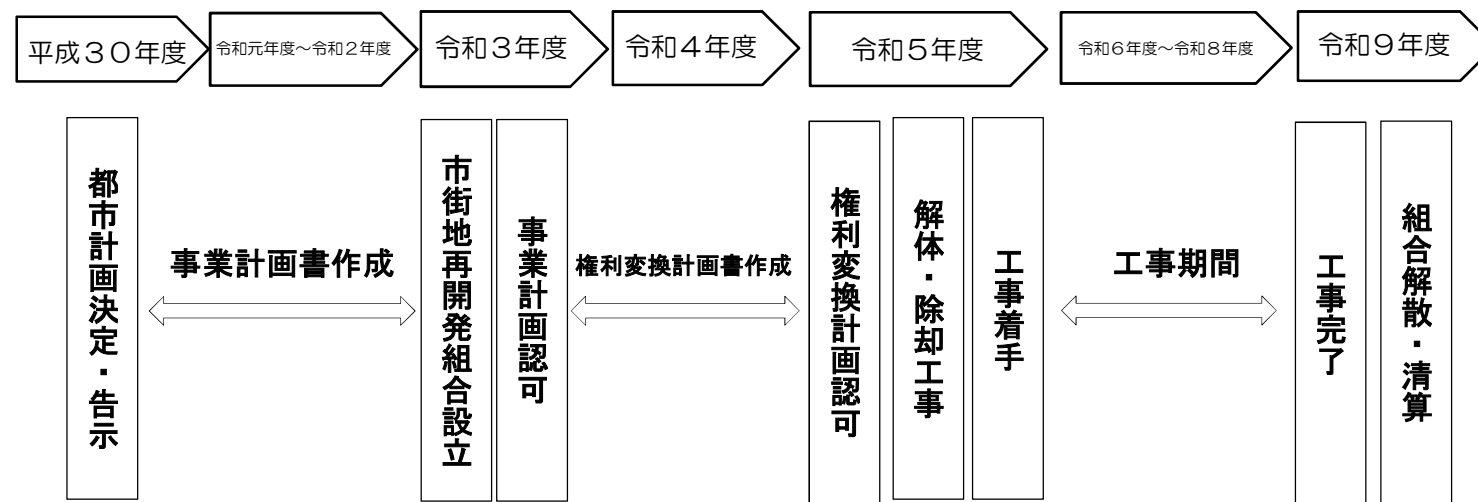 平成３０年度
令和元年度～令和２年度
令和３年度
令和４年度
令和５年度
令和６年度～令和８年度
令和９年度
都市計画決定・告示
事業計画書作成
市街地再開発組合設立
事業計画認可
権利変換計画書作成
権利変換計画認可
解体・除却工事
工事着手
工事期間
工事完了
組合解散・清算